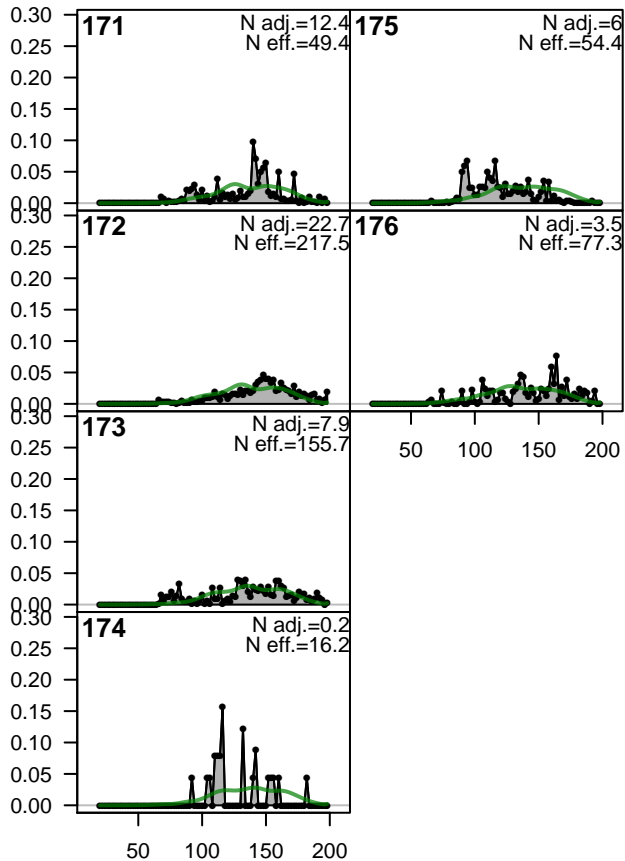 0.30
0.25
0.20
0.15
0.10
0.05
0.00
171
N adj.=12.4
N eff.=49.4
175
N adj.=6
N eff.=54.4
0.30
0.25
0.20
0.15
0.10
0.05
0.00
172
N adj.=22.7
N eff.=217.5
176
N adj.=3.5
N eff.=77.3
50 100 150 200
0.30
0.25
0.20
0.15
0.10
0.05
0.00
173
N adj.=7.9
N eff.=155.7
0.30
0.25
0.20
0.15
0.10
0.05
0.00
174
N adj.=0.2
N eff.=16.2
50 100 150 200